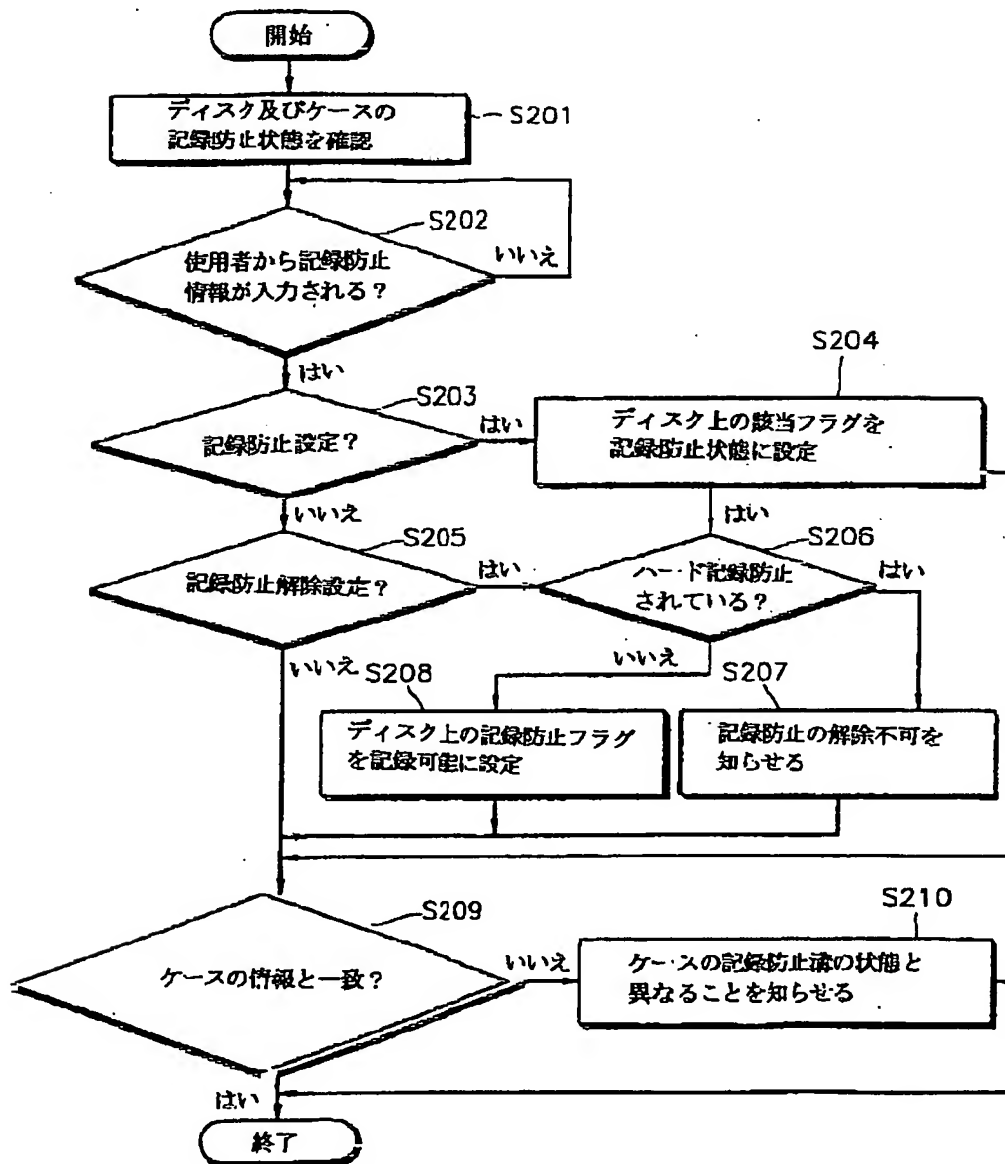 開始
ディスク及びケースの
記録防止状態を確認
S201
S202
使用者から記録防止
情報が入力される？
いいえ
はい
S203
記録防止設定？
はい
S204
ディスク上の該当フラグを
記録防止状態に設定
いいえ
はい
S205
記録防止解除設定？
はい
S206
ハード記録防止
されている？
はい
いいえ
いいえ
S208
ディスク上の記録防止フラグ
を記録可能に設定
S207
記録防止の解除不可を
知らせる
S209
ケースの情報と一致？
いいえ
S210
ケースの記録防止溝の状態と
異なることを知らせる
はい
終了